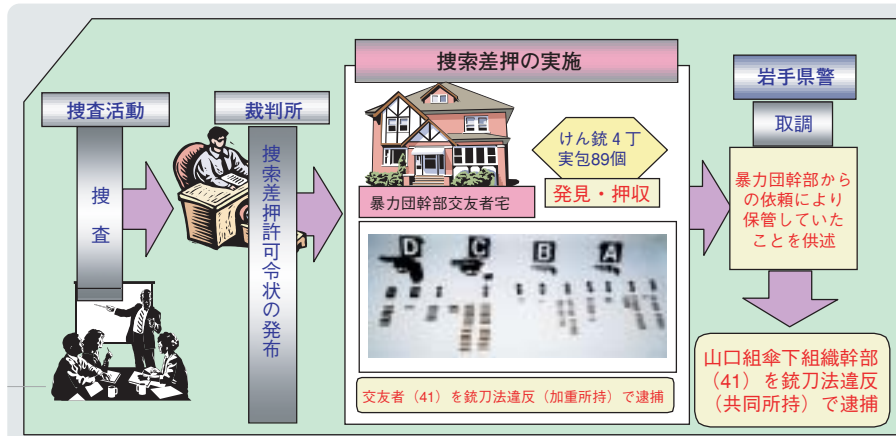 捜査活動
捜査
裁判所
捜索差押許可令状の発布
捜索差押の実施
暴力団幹部交友者宅
けん銃4丁
実包89個
発見・押収
D C B A
交友者(41)を銃刀法違反(加重所持)で逮捕
岩手県警
取調
暴力団幹部から
の依頼により
保管していた
ことを供述
山口組傘下組織幹部
(41)を銃刀法違反
(共同所持)で逮捕